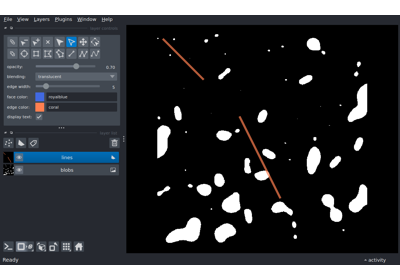 File View Layers Plugins Window Help
opacity: 0.70
blending: translucent
edge width: 5
face color: royalblue
edge color: coral
display text:
lines
blobs
Ready
activity